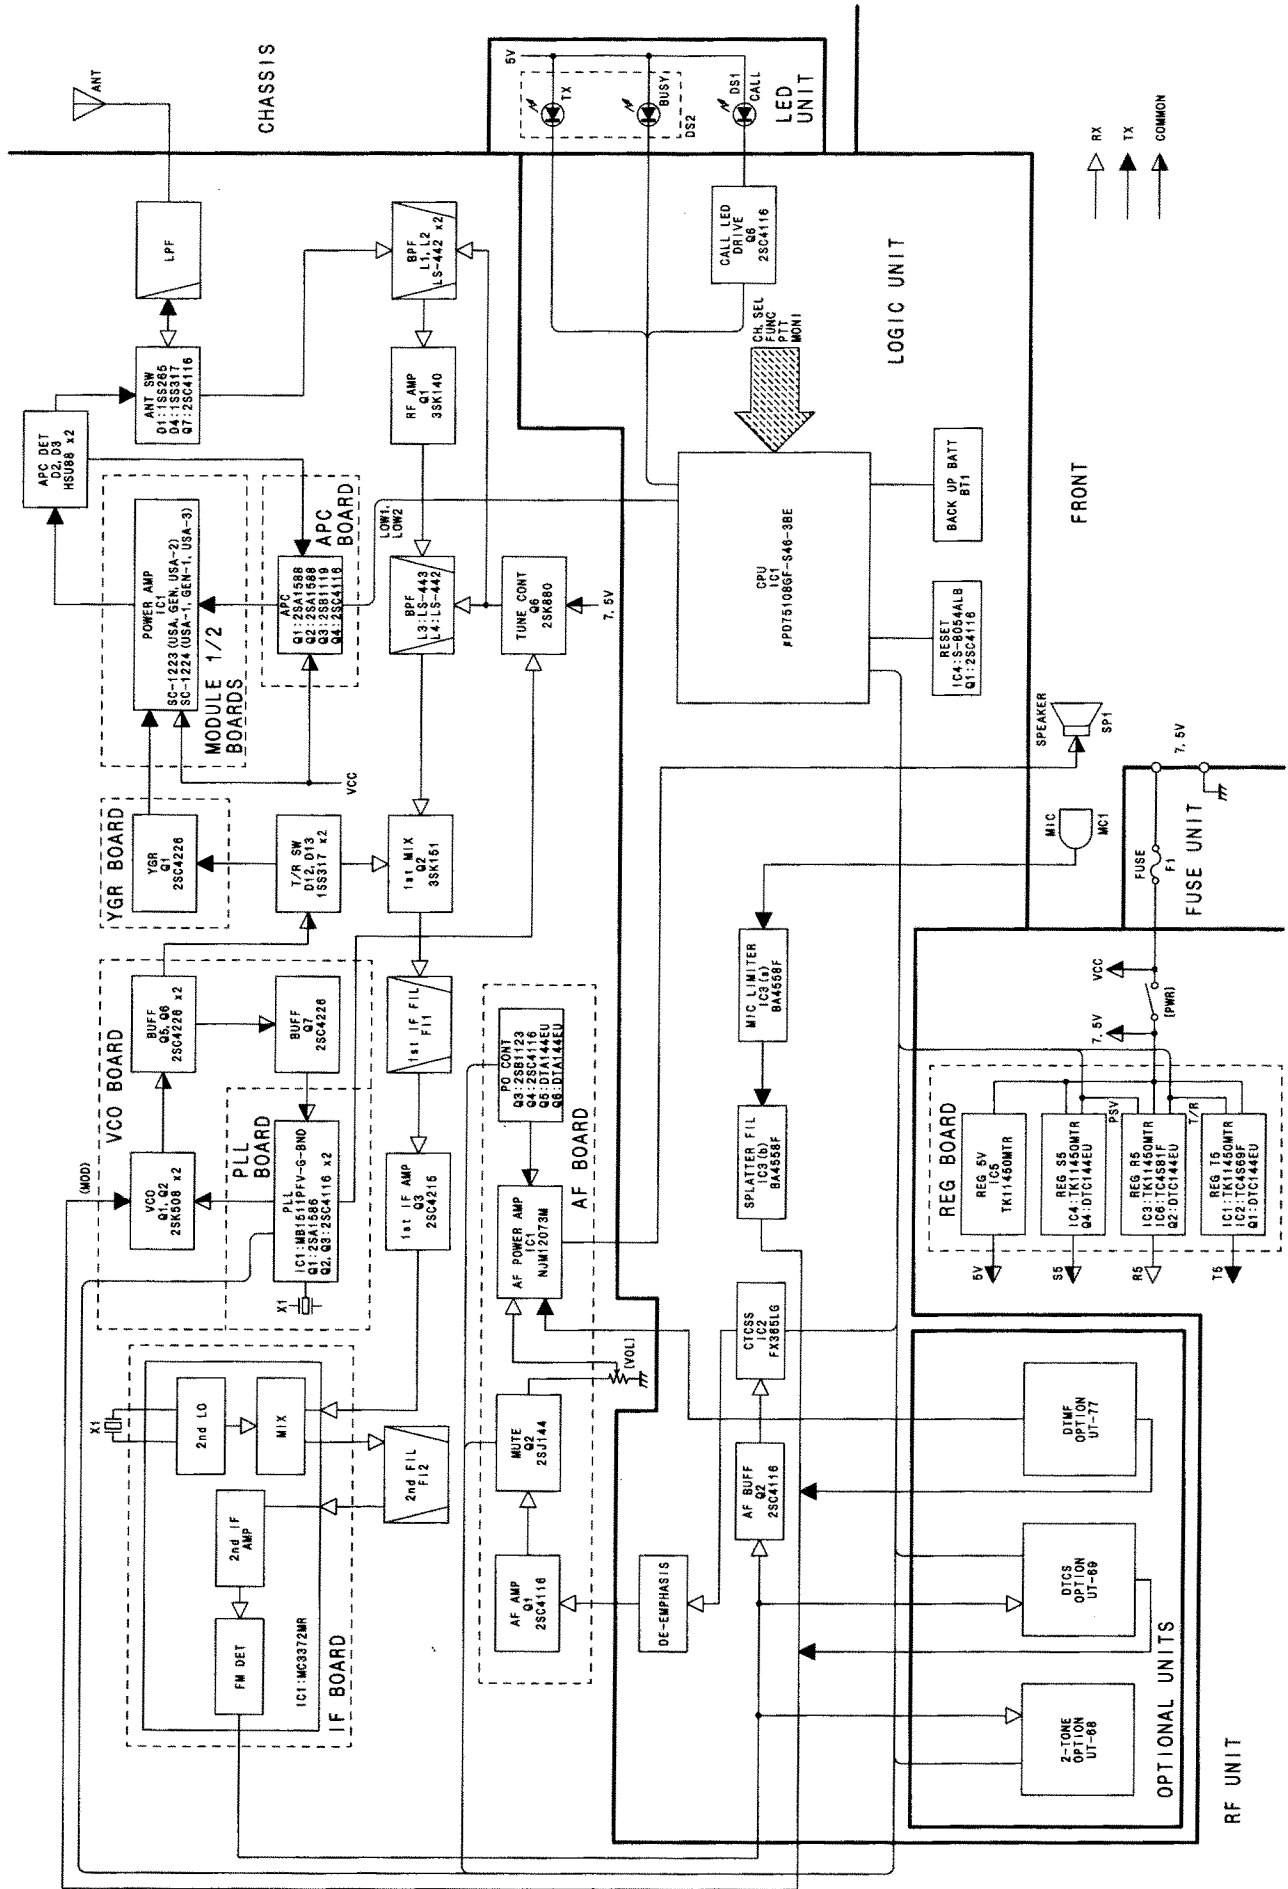 ANT
CHASSIS
LPF
ANT SW
D1:1SS265
D4:1SS317
Q7:2SC4116
APC DET
D2, D3
HSU88 x2
POWER AMP
IC1
SC-1223 (USA, GEN, USA-2)
SC-1224 (USA-1, GEN-1, USA-3)
MODULE 1/2
BOARDS
APC
Q1:2SA1588
Q2:2SA1588
Q3:2SB1119
Q4:2SC4116
APC
BOARD
LOW1,
LOW2
VCC
YGR
Q1
2SC4226
YGR BOARD
T/R SW
D12, D13
1SS317 x2
BPF
L1, L2
LS-442 x2
RF AMP
Q1
3SK140
BPF
L3:LS-443
L4:LS-442
TUNE CONT
Q6
2SK880
7.5V
1st MIX
Q2
3SK151
1st IF FIL
FI1
1st IF AMP
Q3
2SC4215
VCO BOARD
BUFF
Q5, Q6
2SC4226 x2
BUFF
Q7
2SC4226
(MOD)
VCO
Q1, Q2
2SK508 x2
PLL
BOARD
PLL
IC1:MB1511PFV-G-BND
Q1:2SA1586
Q2, Q3:2SC4116 x2
X1
X1
2nd LO
MIX
2nd IF
AMP
FM DET
IC1:MC3372MR
IF BOARD
2nd FIL
FI2
PO CONT
Q3:2SB1123
Q4:2SC4116
Q5:DTA144EU
Q6:DTA144EU
AF POWER AMP
IC1
NJM12073M
AF BOARD
MUTE
Q2
2SJ144
AF AMP
Q1
2SC4116
[VOL]
5V
TX
BUSY
DS2
DS1
CALL
LED
UNIT
CALL LED
DRIVE
Q6
2SC4116
CH. SEL
FUNC
PTT
MONI
LOGIC UNIT
CPU
IC1
μPD75108GF-S46-3BE
BACK UP BATT
BT1
RESET
IC4:S-8054ALB
Q1:2SC4116
FRONT
RX
TX
COMMON
SPEAKER
SP1
MIC
MC1
MIC LIMITER
IC3(a)
BA4558F
SPLATTER FIL
IC3(b)
BA4558F
CTCSS
IC2
FX365LG
AF BUFF
Q2
2SC4116
DE-EMPHASIS
7.5V
FUSE
F1
FUSE UNIT
VCC
[PWR]
7.5V
REG BOARD
REG 5V
IC5
TK11450MTR
5V
REG S5
IC4:TK11450MTR
Q4:DTC144EU
S5
PSV
REG R5
IC3:TK11450MTR
IC6:TC4S81F
Q2:DTC144EU
R5
T/R
REG T5
IC1:TK11450MTR
IC2:TC4S69F
Q1:DTC144EU
T5
DTMF
OPTION
UT-77
DTCS
OPTION
UT-69
2-TONE
OPTION
UT-68
OPTIONAL UNITS
RF UNIT